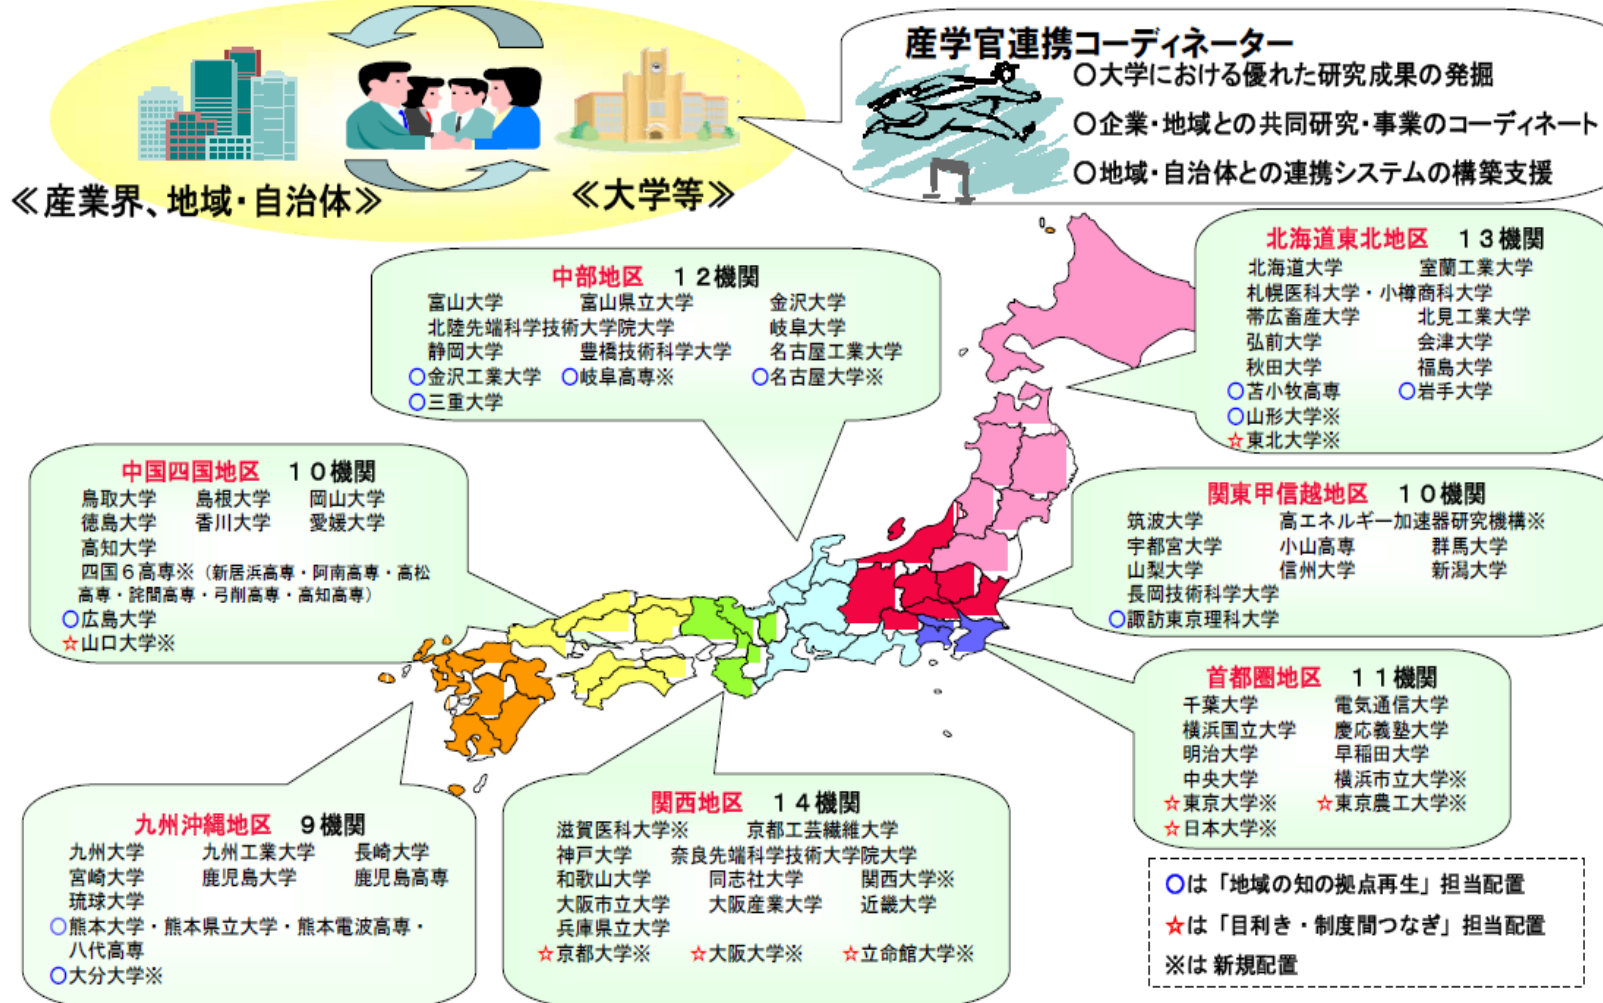 産学官連携コーディネーター
○大学における優れた研究成果の発掘
○企業・地域との共同研究・事業のコーディネート
○地域・自治体との連携システムの構築支援
≪産業界、地域・自治体≫
≪大学等≫
北海道東北地区　１３機関
北海道大学　室蘭工業大学
札幌医科大学・小樽商科大学
帯広畜産大学　北見工業大学
弘前大学　会津大学
秋田大学　福島大学
○苫小牧高専　○岩手大学
○山形大学※
☆東北大学※
中部地区　１２機関
富山大学　富山県立大学　金沢大学
北陸先端科学技術大学院大学　岐阜大学
静岡大学　豊橋技術科学大学　名古屋工業大学
○金沢工業大学　○岐阜高専※　○名古屋大学※
○三重大学
中国四国地区　１０機関
鳥取大学　島根大学　岡山大学
徳島大学　香川大学　愛媛大学
高知大学
四国６高専※（新居浜高専・阿南高専・高松
高専・詫間高専・弓削高専・高知高専）
○広島大学
☆山口大学※
関東甲信越地区　１０機関
筑波大学　高エネルギー加速器研究機構※
宇都宮大学　小山高専　群馬大学
山梨大学　信州大学　新潟大学
長岡技術科学大学
○諏訪東京理科大学
首都圏地区　１１機関
千葉大学　電気通信大学
横浜国立大学　慶応義塾大学
明治大学　早稲田大学
中央大学　横浜市立大学※
☆東京大学※　☆東京農工大学※
☆日本大学※
九州沖縄地区　９機関
九州大学　九州工業大学　長崎大学
宮崎大学　鹿児島大学　鹿児島高専
琉球大学
○熊本大学・熊本県立大学・熊本電波高専・
八代高専
○大分大学※
関西地区　１４機関
滋賀医科大学※　京都工芸繊維大学
神戸大学　奈良先端科学技術大学院大学
和歌山大学　同志社大学　関西大学※
大阪市立大学　大阪産業大学　近畿大学
兵庫県立大学
☆京都大学※　☆大阪大学※　☆立命館大学※
○は「地域の知の拠点再生」担当配置
☆は「目利き・制度間つなぎ」担当配置
※は 新規配置